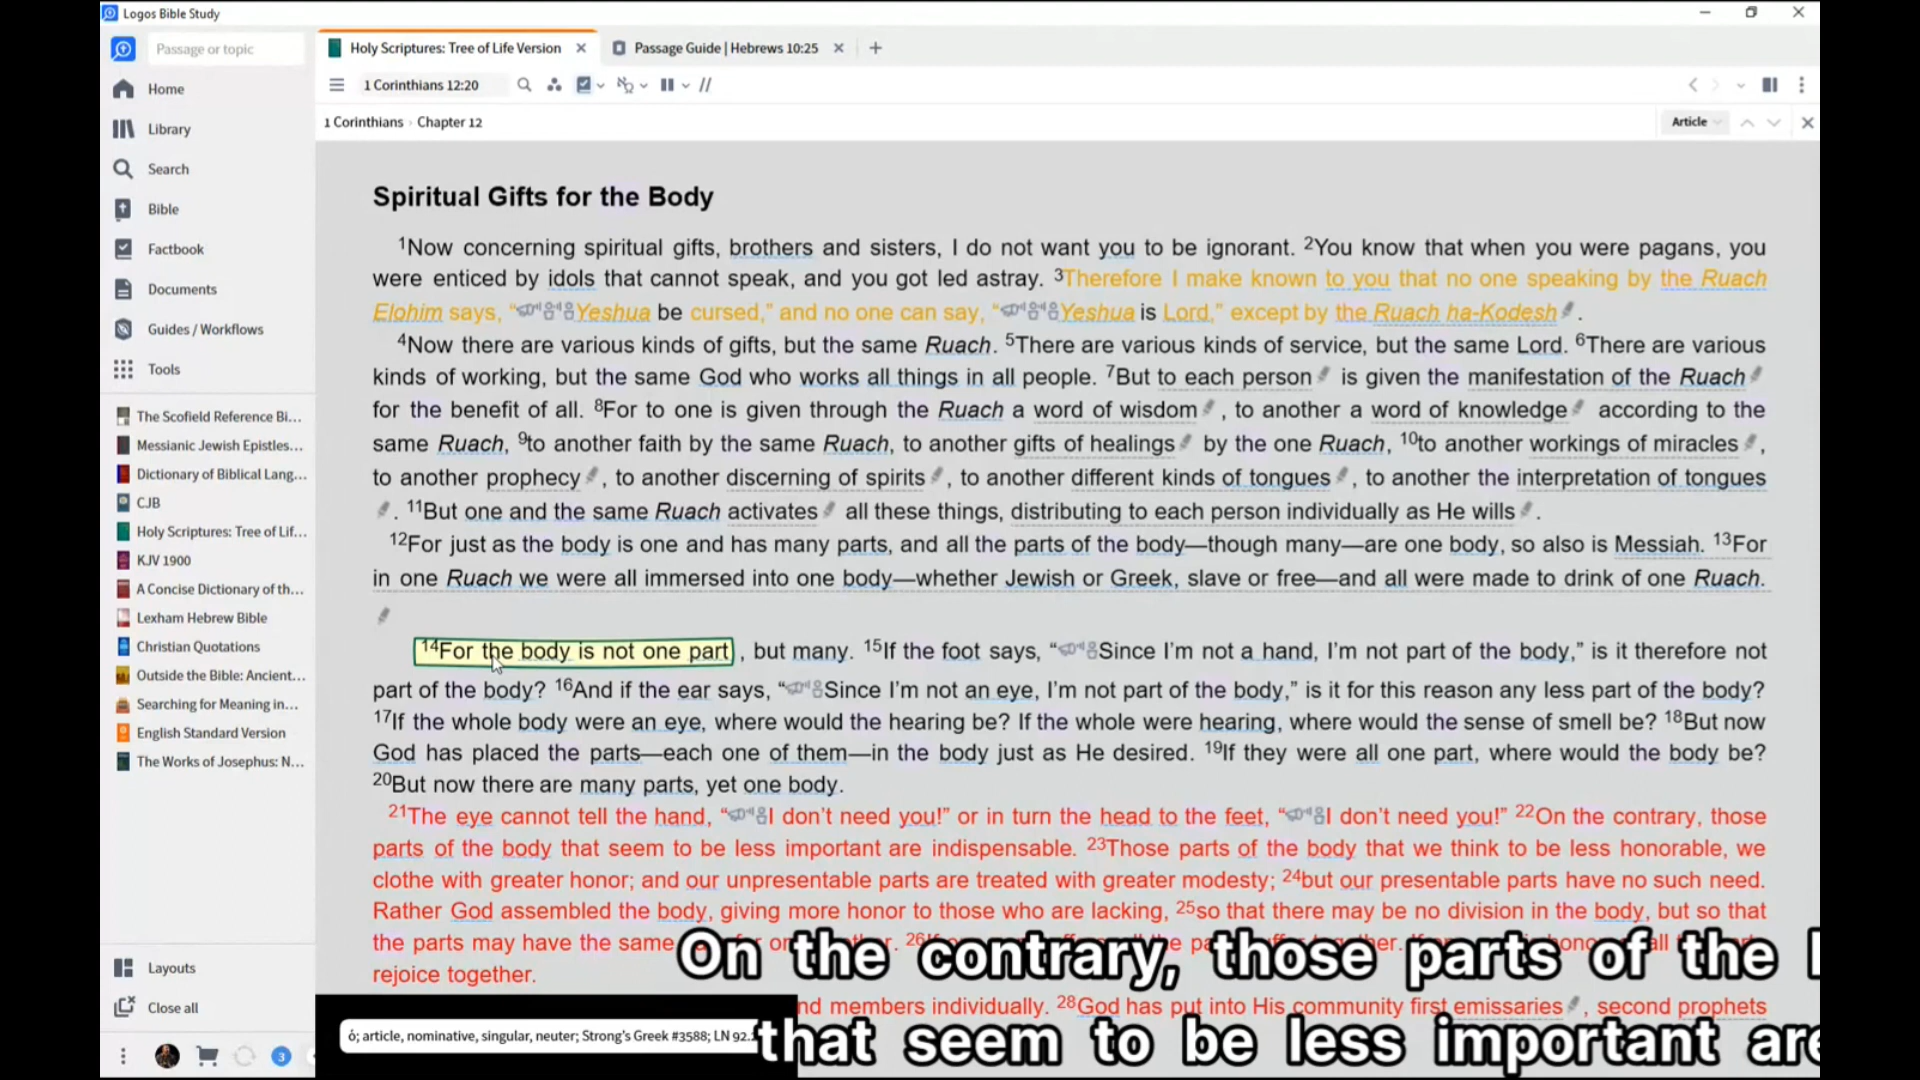 Logos Bible Study
Passage or topic
Home
Library
Search
Bible
Factbook
Documents
Guides / Workflows
Tools
The Scofield Reference Bi...
Messianic Jewish Epistles...
Dictionary of Biblical Lang...
CJB
Holy Scriptures: Tree of Lif...
KJV 1900
A Concise Dictionary of th...
Lexham Hebrew Bible
Christian Quotations
Outside the Bible: Ancient...
Searching for Meaning in...
English Standard Version
The Works of Josephus: N...
Layouts
Close all
3
Holy Scriptures: Tree of Life Version
Passage Guide | Hebrews 10:25
1 Corinthians 12:20
1 Corinthians › Chapter 12
Article
Spiritual Gifts for the Body
1Now concerning spiritual gifts, brothers and sisters, I do not want you to be ignorant. 2You know that when you were pagans, you
were enticed by idols that cannot speak, and you got led astray. 3Therefore I make known to you that no one speaking by the Ruach
Elohim says, “Yeshua be cursed,” and no one can say, “Yeshua is Lord,” except by the Ruach ha-Kodesh.
4Now there are various kinds of gifts, but the same Ruach. 5There are various kinds of service, but the same Lord. 6There are various
kinds of working, but the same God who works all things in all people. 7But to each person is given the manifestation of the Ruach
for the benefit of all. 8For to one is given through the Ruach a word of wisdom, to another a word of knowledge according to the
same Ruach, 9to another faith by the same Ruach, to another gifts of healings by the one Ruach, 10to another workings of miracles,
to another prophecy, to another discerning of spirits, to another different kinds of tongues, to another the interpretation of tongues
. 11But one and the same Ruach activates all these things, distributing to each person individually as He wills.
12For just as the body is one and has many parts, and all the parts of the body—though many—are one body, so also is Messiah. 13For
in one Ruach we were all immersed into one body—whether Jewish or Greek, slave or free—and all were made to drink of one Ruach.
14For the body is not one part, but many. 15If the foot says, “Since I’m not a hand, I’m not part of the body,” is it therefore not
part of the body? 16And if the ear says, “Since I’m not an eye, I’m not part of the body,” is it for this reason any less part of the body?
17If the whole body were an eye, where would the hearing be? If the whole were hearing, where would the sense of smell be? 18But now
God has placed the parts—each one of them—in the body just as He desired. 19If they were all one part, where would the body be?
20But now there are many parts, yet one body.
21The eye cannot tell the hand, “I don’t need you!” or in turn the head to the feet, “I don’t need you!” 22On the contrary, those
parts of the body that seem to be less important are indispensable. 23Those parts of the body that we think to be less honorable, we
clothe with greater honor; and our unpresentable parts are treated with greater modesty; 24but our presentable parts have no such need.
Rather God assembled the body, giving more honor to those who are lacking, 25so that there may be no division in the body, but so that
the parts may have the same
rejoice together.
nd members individually. 28God has put into His community first emissaries, second prophets
On the contrary, those parts of the
that seem to be less important are
ὁ; article, nominative, singular, neuter; Strong’s Greek #3588; LN 92.